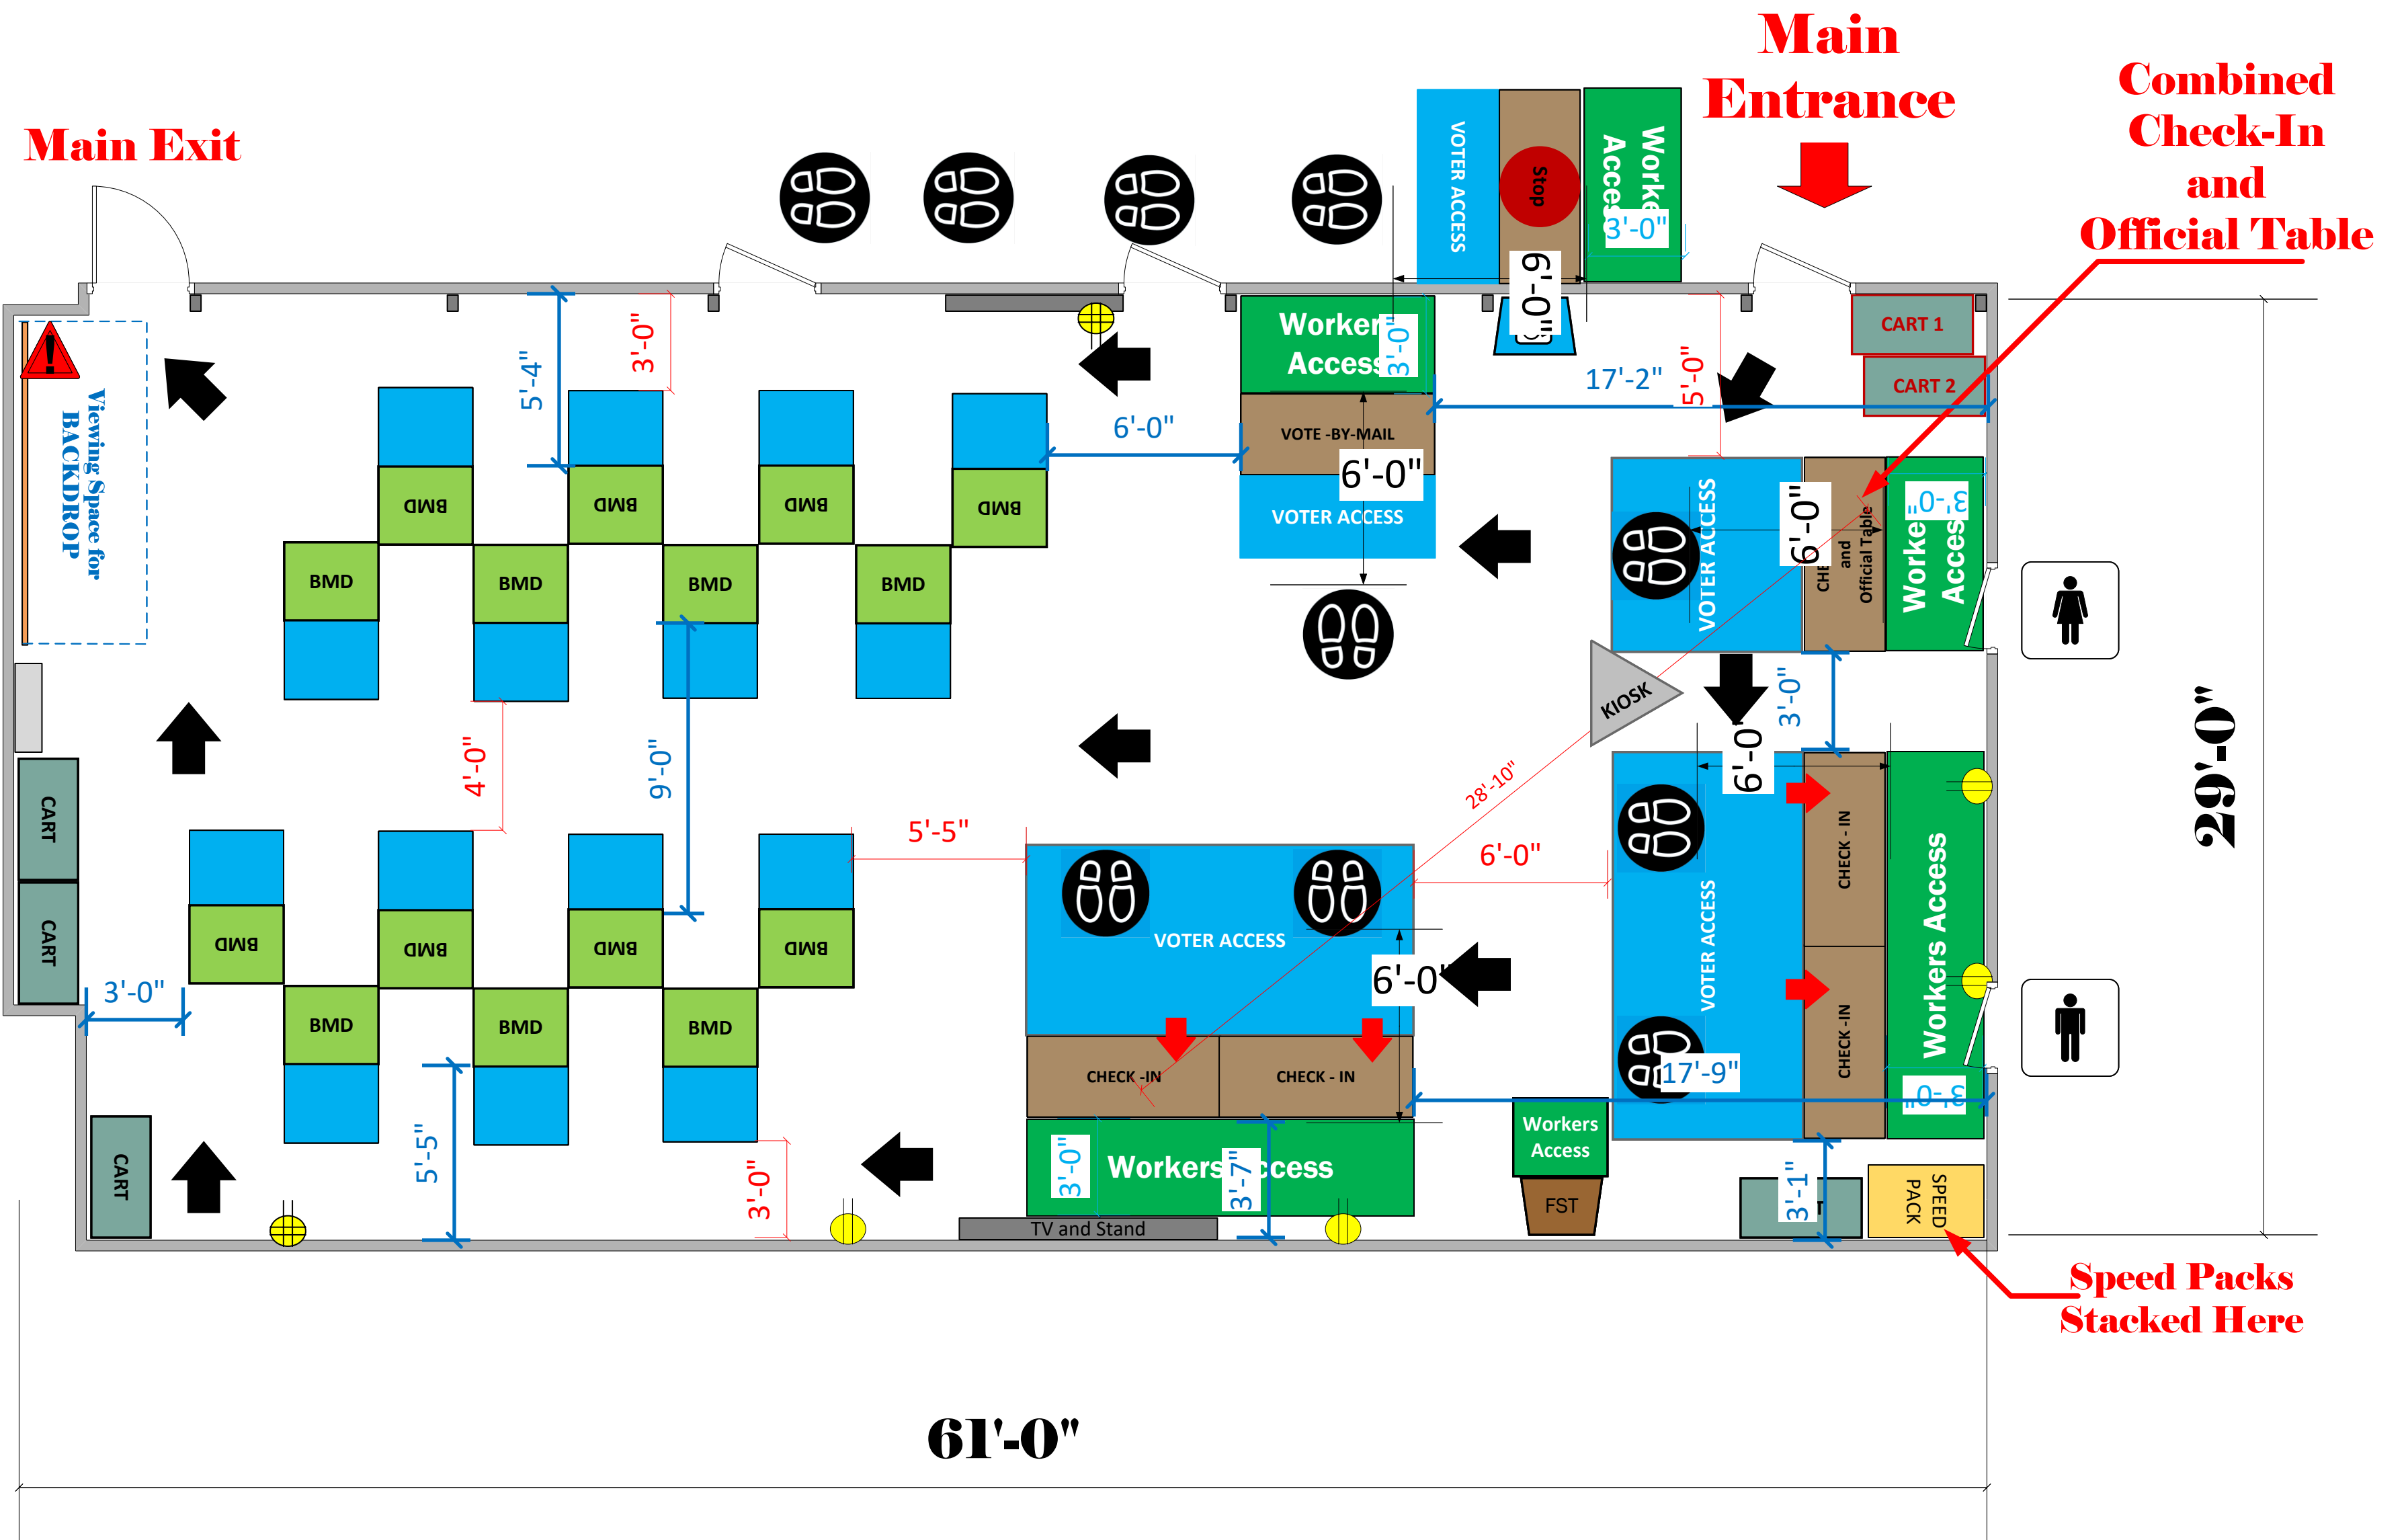 Main
Entrance
Combined
Check-In
and
Official Table
Main Exit
VOTER ACCESS
Stop
3'-0"
6'-0"
CART 1
CART 2
Access
3'-0"
VOTE -BY-MAIL
6'-0"
VOTER ACCESS
17'-2"
5'-0"
5'-4"
3'-0"
6'-0"
Viewing Space for
BACKDROP
BMD
BMD
BMD
BMD
BMD
BMD
BMD
BMD
VOTER ACCESS
6'-0"
and
Official Table
3'-0"
KIOSK
3'-0"
29'-0"
4'-0"
9'-0"
28'-10"
5'-5"
6'-0"
6'-0
CART
CART
BMD
BMD
BMD
BMD
BMD
BMD
BMD
3'-0"
VOTER ACCESS
6'-0"
CHECK -IN
CHECK - IN
VOTER ACCESS
CHECK - IN
CHECK -IN
Workers Access
17'-9"
3'-0"
CART
5'-5"
3'-0"
3'-0"
Workers
3'-7"
TV and Stand
Workers
Access
FST
3'-1"
SPEED
PACK
Speed Packs
Stacked Here
61'-0"